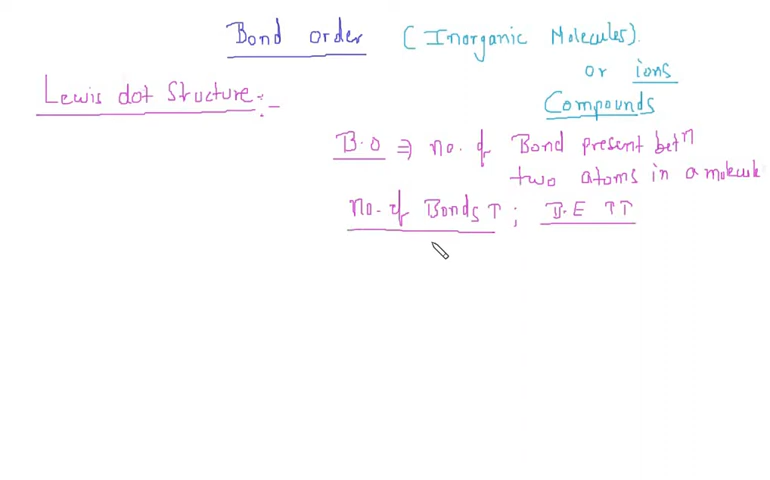 Bond order (Inorganic Molecules).
or ions
Lewis dot Structure :-
Compounds
B.O ⇒ no. of Bond present betⁿ
two atoms in a molecule
no. of Bonds ↑ ; B.E ↑↑